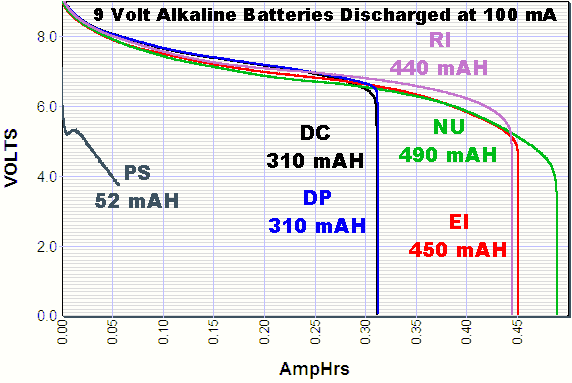 9 Volt Alkaline Batteries Discharged at 100 mA
8.0
6.0
4.0
2.0
0.0
VOLTS
RI
440 mAH
DC
310 mAH
NU
490 mAH
PS
52 mAH
DP
310 mAH
EI
450 mAH
0.00
0.05
0.10
0.15
0.20
0.25
0.30
0.35
0.40
0.45
AmpHrs